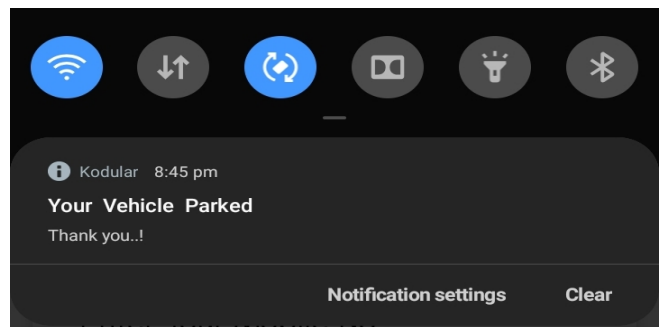 Kodular 8:45 pm
Your Vehicle Parked
Thank you..!
Notification settings Clear